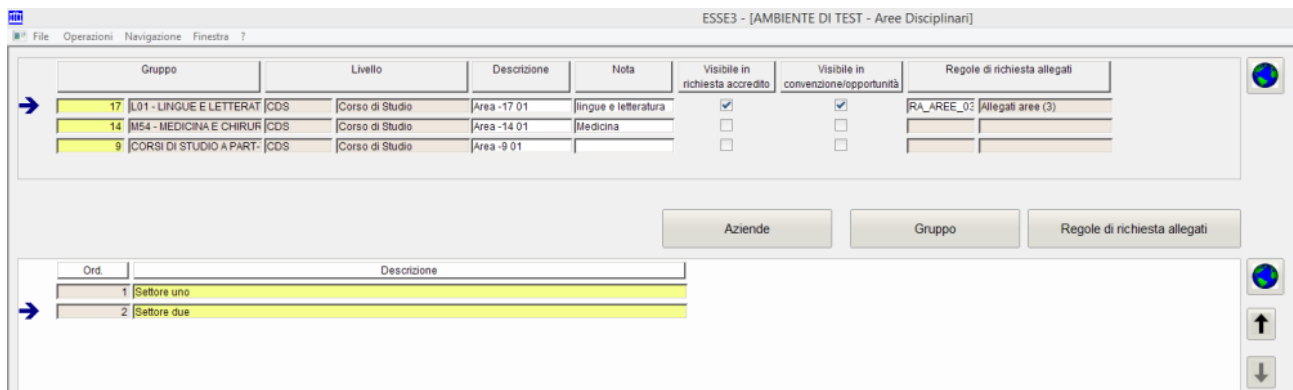 ESSE3 - [AMBIENTE DI TEST - Aree Disciplinari]
File Operazioni Navigazione Finestra ?
Gruppo Livello Descrizione Nota Visibile in richiesta accredito Visibile in convenzione/opportunità Regole di richiesta allegati
17 L01 - LINGUE E LETTERAT CDS Corso di Studio Area -17 01 lingue e letteratura RA_AREE_03 Allegati aree (3)
14 M54 - MEDICINA E CHIRUR CDS Corso di Studio Area -14 01 Medicina
9 CORSI DI STUDIO A PART- CDS Corso di Studio Area -9 01
Aziende Gruppo Regole di richiesta allegati
Ord. Descrizione
1 Settore uno
2 Settore due